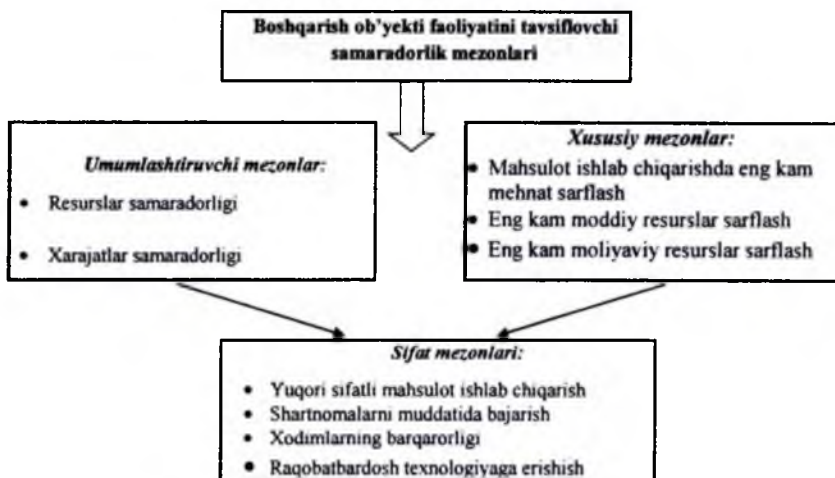 Boshqarish ob'yekti faoliyatini tavsiflovchi
samaradorlik mezonlari
Umumlashtiruvchi mezonlar:
• Resurslar samaradorligi
• Xarajatlar samaradorligi
Xususiy mezonlar:
• Mahsulot ishlab chiqarishda eng kam
mehnat sarflash
• Eng kam moddiy resurslar sarflash
• Eng kam moliyaviy resurslar sarflash
Sifat mezonlari:
• Yuqori sifatli mahsulot ishlab chiqarish
• Shartnomalarni muddatida bajarish
• Xodimlarning barqarorligi
• Raqobatbardosh texnologiyaga erishish